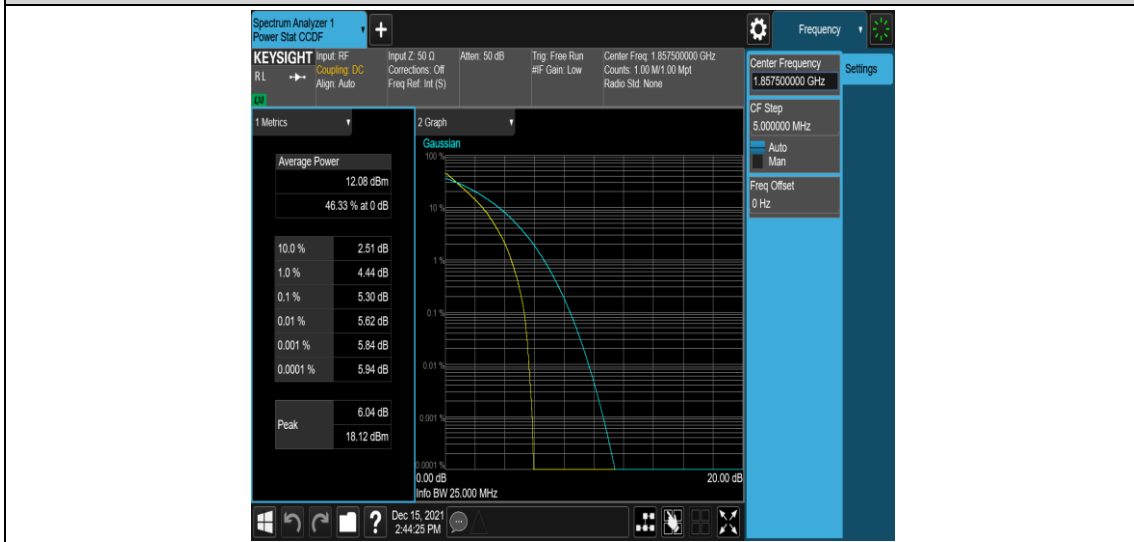 Spectrum Analyzer 1
Power Stat CCDF
Frequency
KEYSIGHT
RL
Input: RF
Coupling: DC
Align: Auto
Input Z: 50 Ω
Corrections: Off
Freq Ref: Int (S)
Atten: 50 dB
Trig: Free Run
#IF Gain: Low
Center Freq: 1.857500000 GHz
Counts: 1.00 M/1.00 Mpt
Radio Std: None
Center Frequency
1.857500000 GHz
Settings
CF Step
5.000000 MHz
Auto
Man
Freq Offset
0 Hz
1 Metrics
Average Power
12.08 dBm
46.33 % at 0 dB
10.0 % 2.51 dB
1.0 % 4.44 dB
0.1 % 5.30 dB
0.01 % 5.62 dB
0.001 % 5.84 dB
0.0001 % 5.94 dB
Peak
6.04 dB
18.12 dBm
2 Graph
Gaussian
100 %
10 %
1 %
0.1 %
0.01 %
0.001 %
0.0001 %
0.00 dB 20.00 dB
Info BW 25.000 MHz
?
Dec 15, 2021
2:44:25 PM